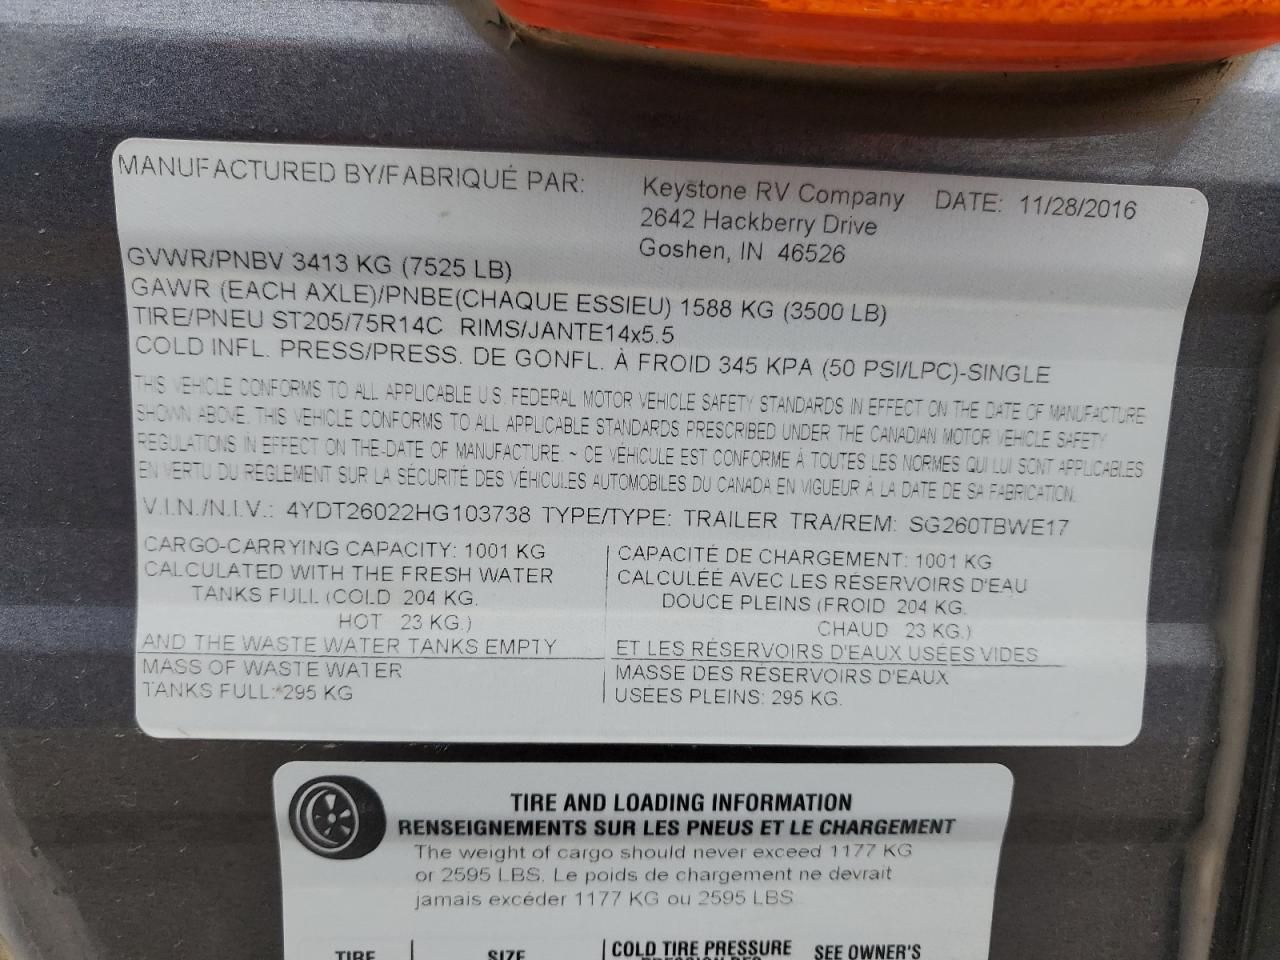 MANUFACTURED BY/FABRIQUÉ PAR: Keystone RV Company DATE: 11/28/2016
2642 Hackberry Drive
Goshen, IN 46526
GVWR/PNBV 3413 KG (7525 LB)
GAWR (EACH AXLE)/PNBE(CHAQUE ESSIEU) 1588 KG (3500 LB)
TIRE/PNEU ST205/75R14C RIMS/JANTE14x5.5
COLD INFL. PRESS/PRESS. DE GONFL. À FROID 345 KPA (50 PSI/LPC)-SINGLE
THIS VEHICLE CONFORMS TO ALL APPLICABLE U.S. FEDERAL MOTOR VEHICLE SAFETY STANDARDS IN EFFECT ON THE DATE OF MANUFACTURE
SHOWN ABOVE. THIS VEHICLE CONFORMS TO ALL APPLICABLE STANDARDS PRESCRIBED UNDER THE CANADIAN MOTOR VEHICLE SAFETY
REGULATIONS IN EFFECT ON THE-DATE OF MANUFACTURE. ~ CE VÉHICULE EST CONFORME À TOUTES LES NORMES QUI LUI SONT APPLICABLES
EN VERTU DU RÈGLEMENT SUR LA SÉCURITÉ DES VÉHICULES AUTOMOBILES DU CANADA EN VIGUEUR À LA DATE DE SA FABRICATION.
V.I.N./N.I.V.: 4YDT26022HG103738 TYPE/TYPE: TRAILER TRA/REM: SG260TBWE17
CARGO-CARRYING CAPACITY: 1001 KG
CALCULATED WITH THE FRESH WATER
TANKS FULL (COLD 204 KG.
HOT 23 KG.)
AND THE WASTE WATER TANKS EMPTY
MASS OF WASTE WATER
TANKS FULL: 295 KG
CAPACITÉ DE CHARGEMENT: 1001 KG
CALCULÉE AVEC LES RÉSERVOIRS D'EAU
DOUCE PLEINS (FROID 204 KG.
CHAUD 23 KG.)
ET LES RÉSERVOIRS D'EAUX USÉES VIDES
MASSE DES RÉSERVOIRS D'EAUX
USÉES PLEINS: 295 KG.
TIRE AND LOADING INFORMATION
RENSEIGNEMENTS SUR LES PNEUS ET LE CHARGEMENT
The weight of cargo should never exceed 1177 KG
or 2595 LBS. Le poids de chargement ne devrait
jamais excéder 1177 KG ou 2595 LBS
TIRE SIZE COLD TIRE PRESSURE SEE OWNER'S